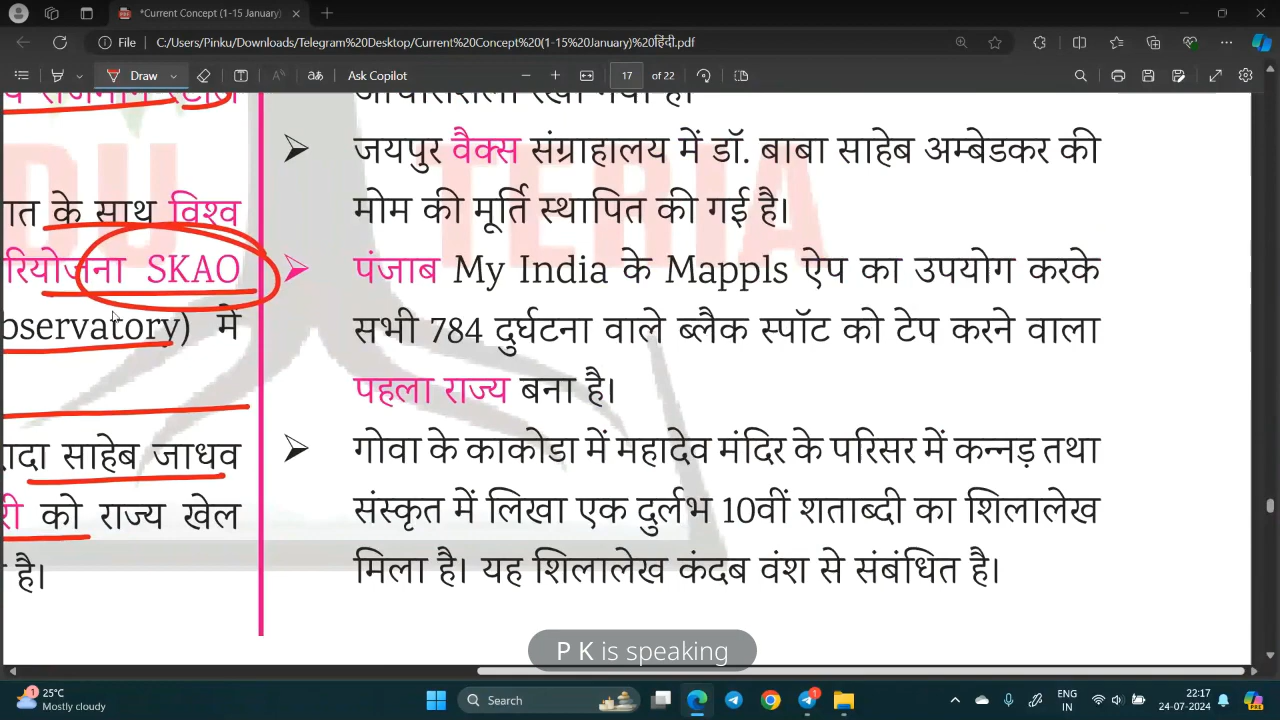 *Current Concept (1-15 January)
File C:/Users/Pinku/Downloads/Telegram%20Desktop/Current%20Concept%20(1-15%20January)%20हिंदी.pdf
Draw Ask Copilot 17 of 22
जयपुर वैक्स संग्राहालय में डॉ. बाबा साहेब अम्बेडकर की
मोम की मूर्ति स्थापित की गई है।
पंजाब My India के Mappls ऐप का उपयोग करके
सभी 784 दुर्घटना वाले ब्लैक स्पॉट को टेप करने वाला
पहला राज्य बना है।
गोवा के काकोडा में महादेव मंदिर के परिसर में कन्नड़ तथा
संस्कृत में लिखा एक दुर्लभ 10वीं शताब्दी का शिलालेख
मिला है। यह शिलालेख कंदब वंश से संबंधित है।
के साथ विश्व
रियोजना SKAO
bservatory) में
साहेब जाधव
को राज्य खेल
है।
DU TERIA
P K is speaking
25°C
Mostly cloudy
Search
ENG
IN
22:17
24-07-2024